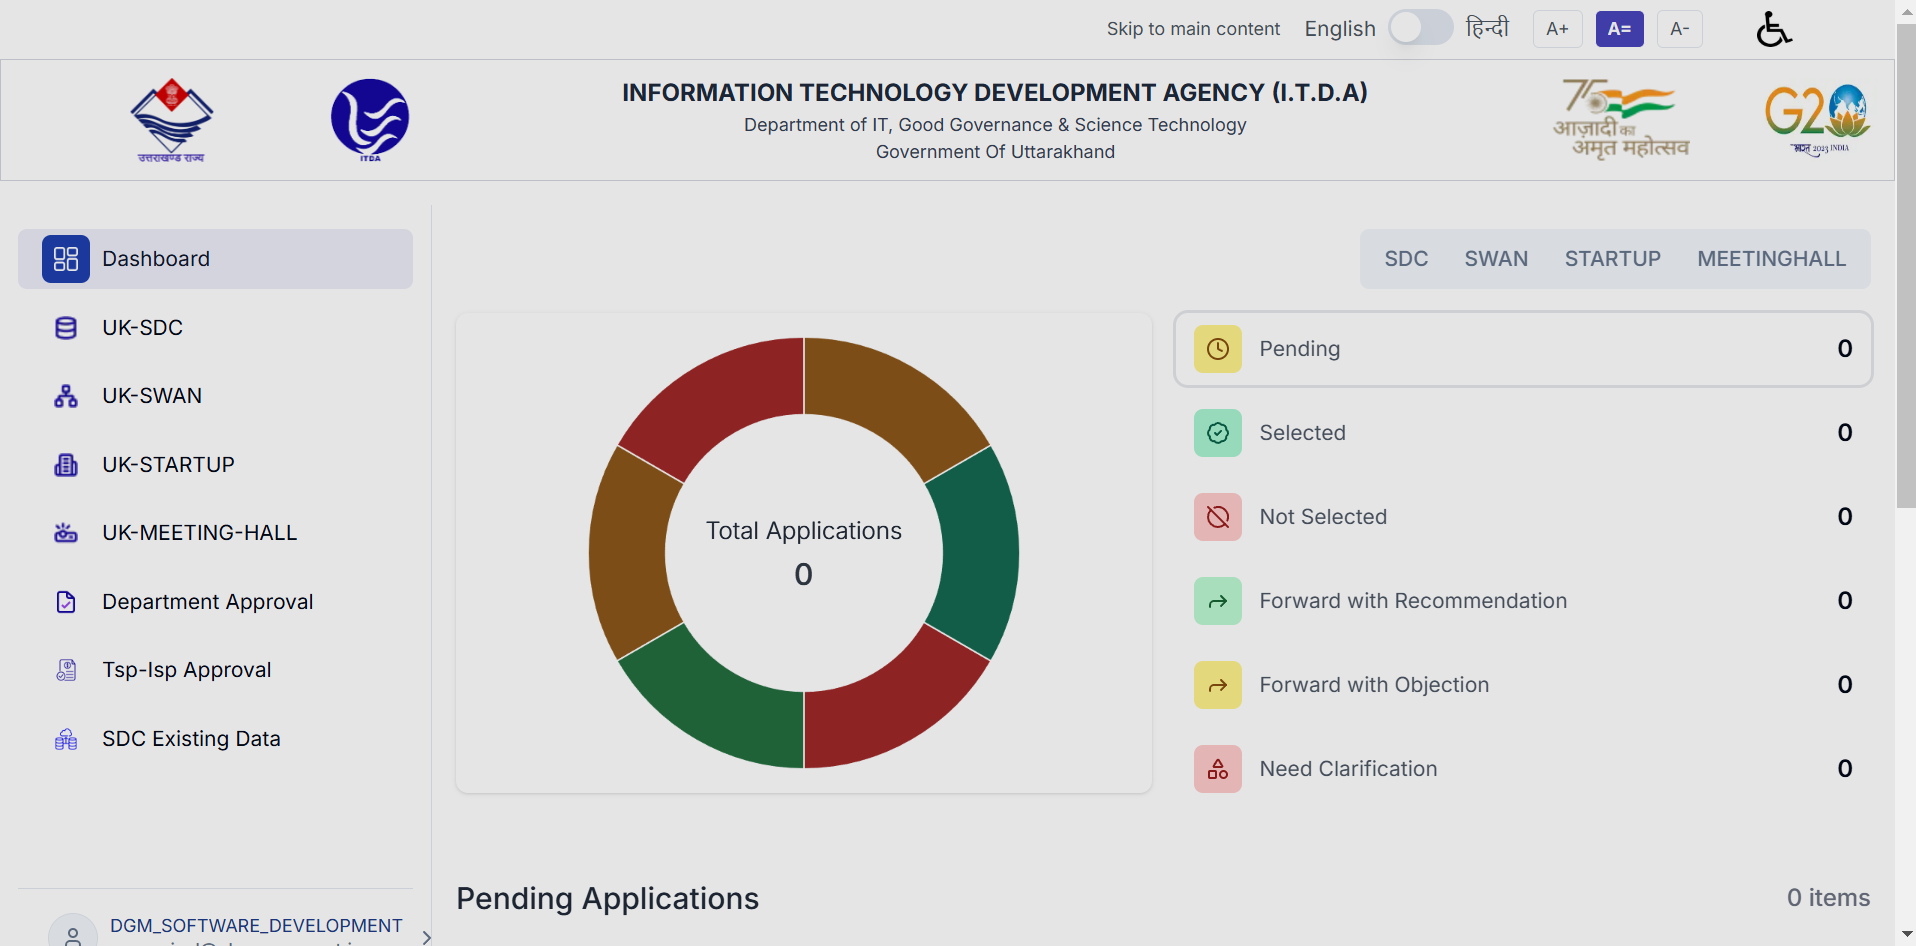 Skip to main content English हिन्दी A+ A= A-
उत्तराखण्ड राज्य
ITDA
INFORMATION TECHNOLOGY DEVELOPMENT AGENCY (I.T.D.A)
Department of IT, Good Governance & Science Technology
Government Of Uttarakhand
75
आज़ादी का
अमृत महोत्सव
G20
भारत 2023 INDIA
Dashboard
UK-SDC
UK-SWAN
UK-STARTUP
UK-MEETING-HALL
Department Approval
Tsp-Isp Approval
SDC Existing Data
DGM_SOFTWARE_DEVELOPMENT
SDC SWAN STARTUP MEETINGHALL
Total Applications
0
Pending 0
Selected 0
Not Selected 0
Forward with Recommendation 0
Forward with Objection 0
Need Clarification 0
Pending Applications 0 items